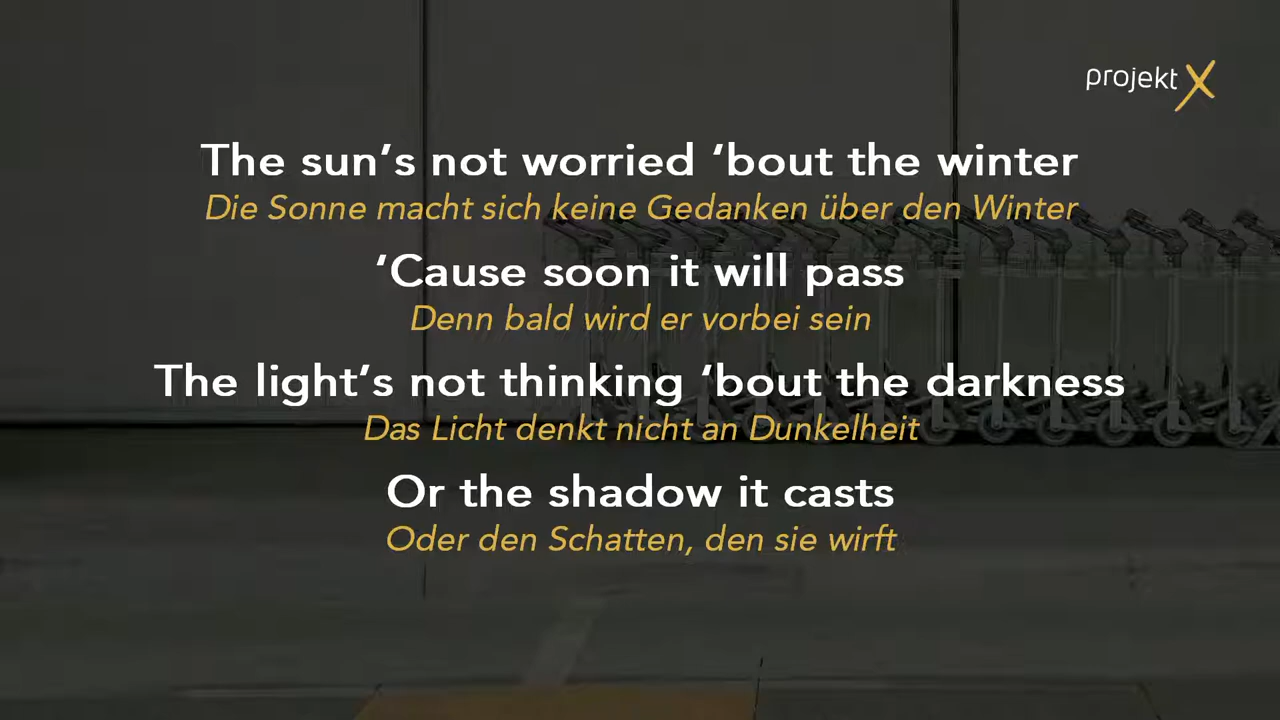 projekt X
The sun’s not worried ‘bout the winter
Die Sonne macht sich keine Gedanken über den Winter
‘Cause soon it will pass
Denn bald wird er vorbei sein
The light’s not thinking ‘bout the darkness
Das Licht denkt nicht an Dunkelheit
Or the shadow it casts
Oder den Schatten, den sie wirft